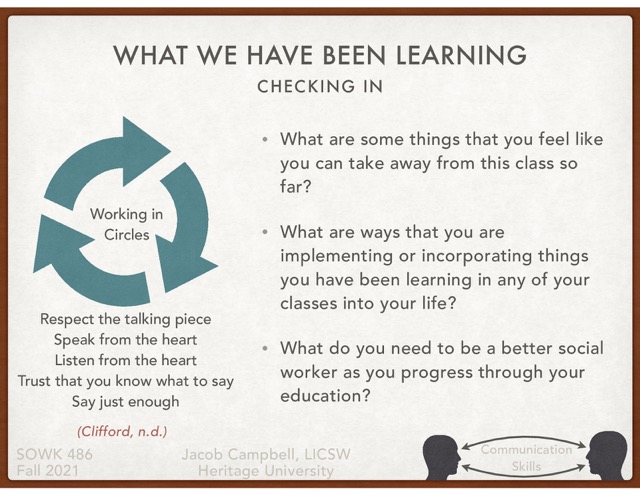 WHAT WE HAVE BEEN LEARNING
CHECKING IN
Working in
Circles
Respect the talking piece
Speak from the heart
Listen from the heart
Trust that you know what to say
Say just enough
(Clifford, n.d.)
• What are some things that you feel like
you can take away from this class so
far?
• What are ways that you are
implementing or incorporating things
you have been learning in any of your
classes into your life?
• What do you need to be a better social
worker as you progress through your
education?
SOWK 486
Fall 2021
Jacob Campbell, LICSW
Heritage University
Communication
Skills